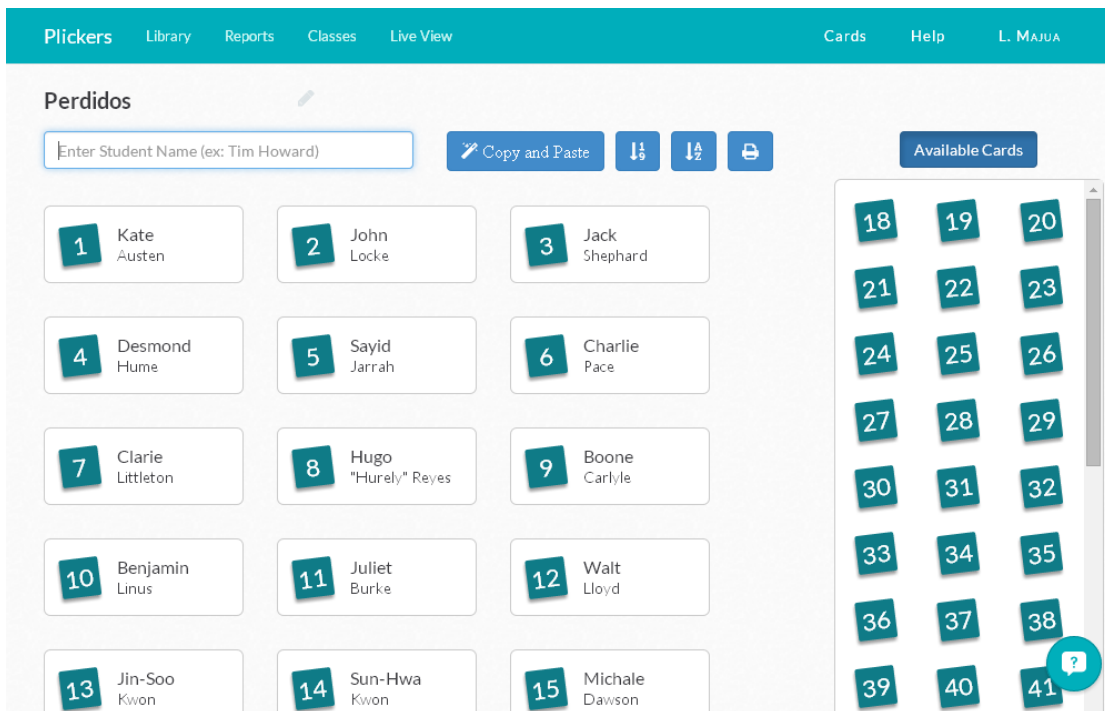 Plickers Library Reports Classes Live View Cards Help L. MAJUA
Perdidos
Enter Student Name (ex: Tim Howard)
Copy and Paste
1
9
A
Z
Available Cards
1 Kate
Austen
2 John
Locke
3 Jack
Shephard
4 Desmond
Hume
5 Sayid
Jarrah
6 Charlie
Pace
7 Clarie
Littleton
8 Hugo
"Hurely" Reyes
9 Boone
Carlyle
10 Benjamin
Linus
11 Juliet
Burke
12 Walt
Lloyd
13 Jin-Soo
Kwon
14 Sun-Hwa
Kwon
15 Michale
Dawson
18 19 20
21 22 23
24 25 26
27 28 29
30 31 32
33 34 35
36 37 38
39 40 41
?